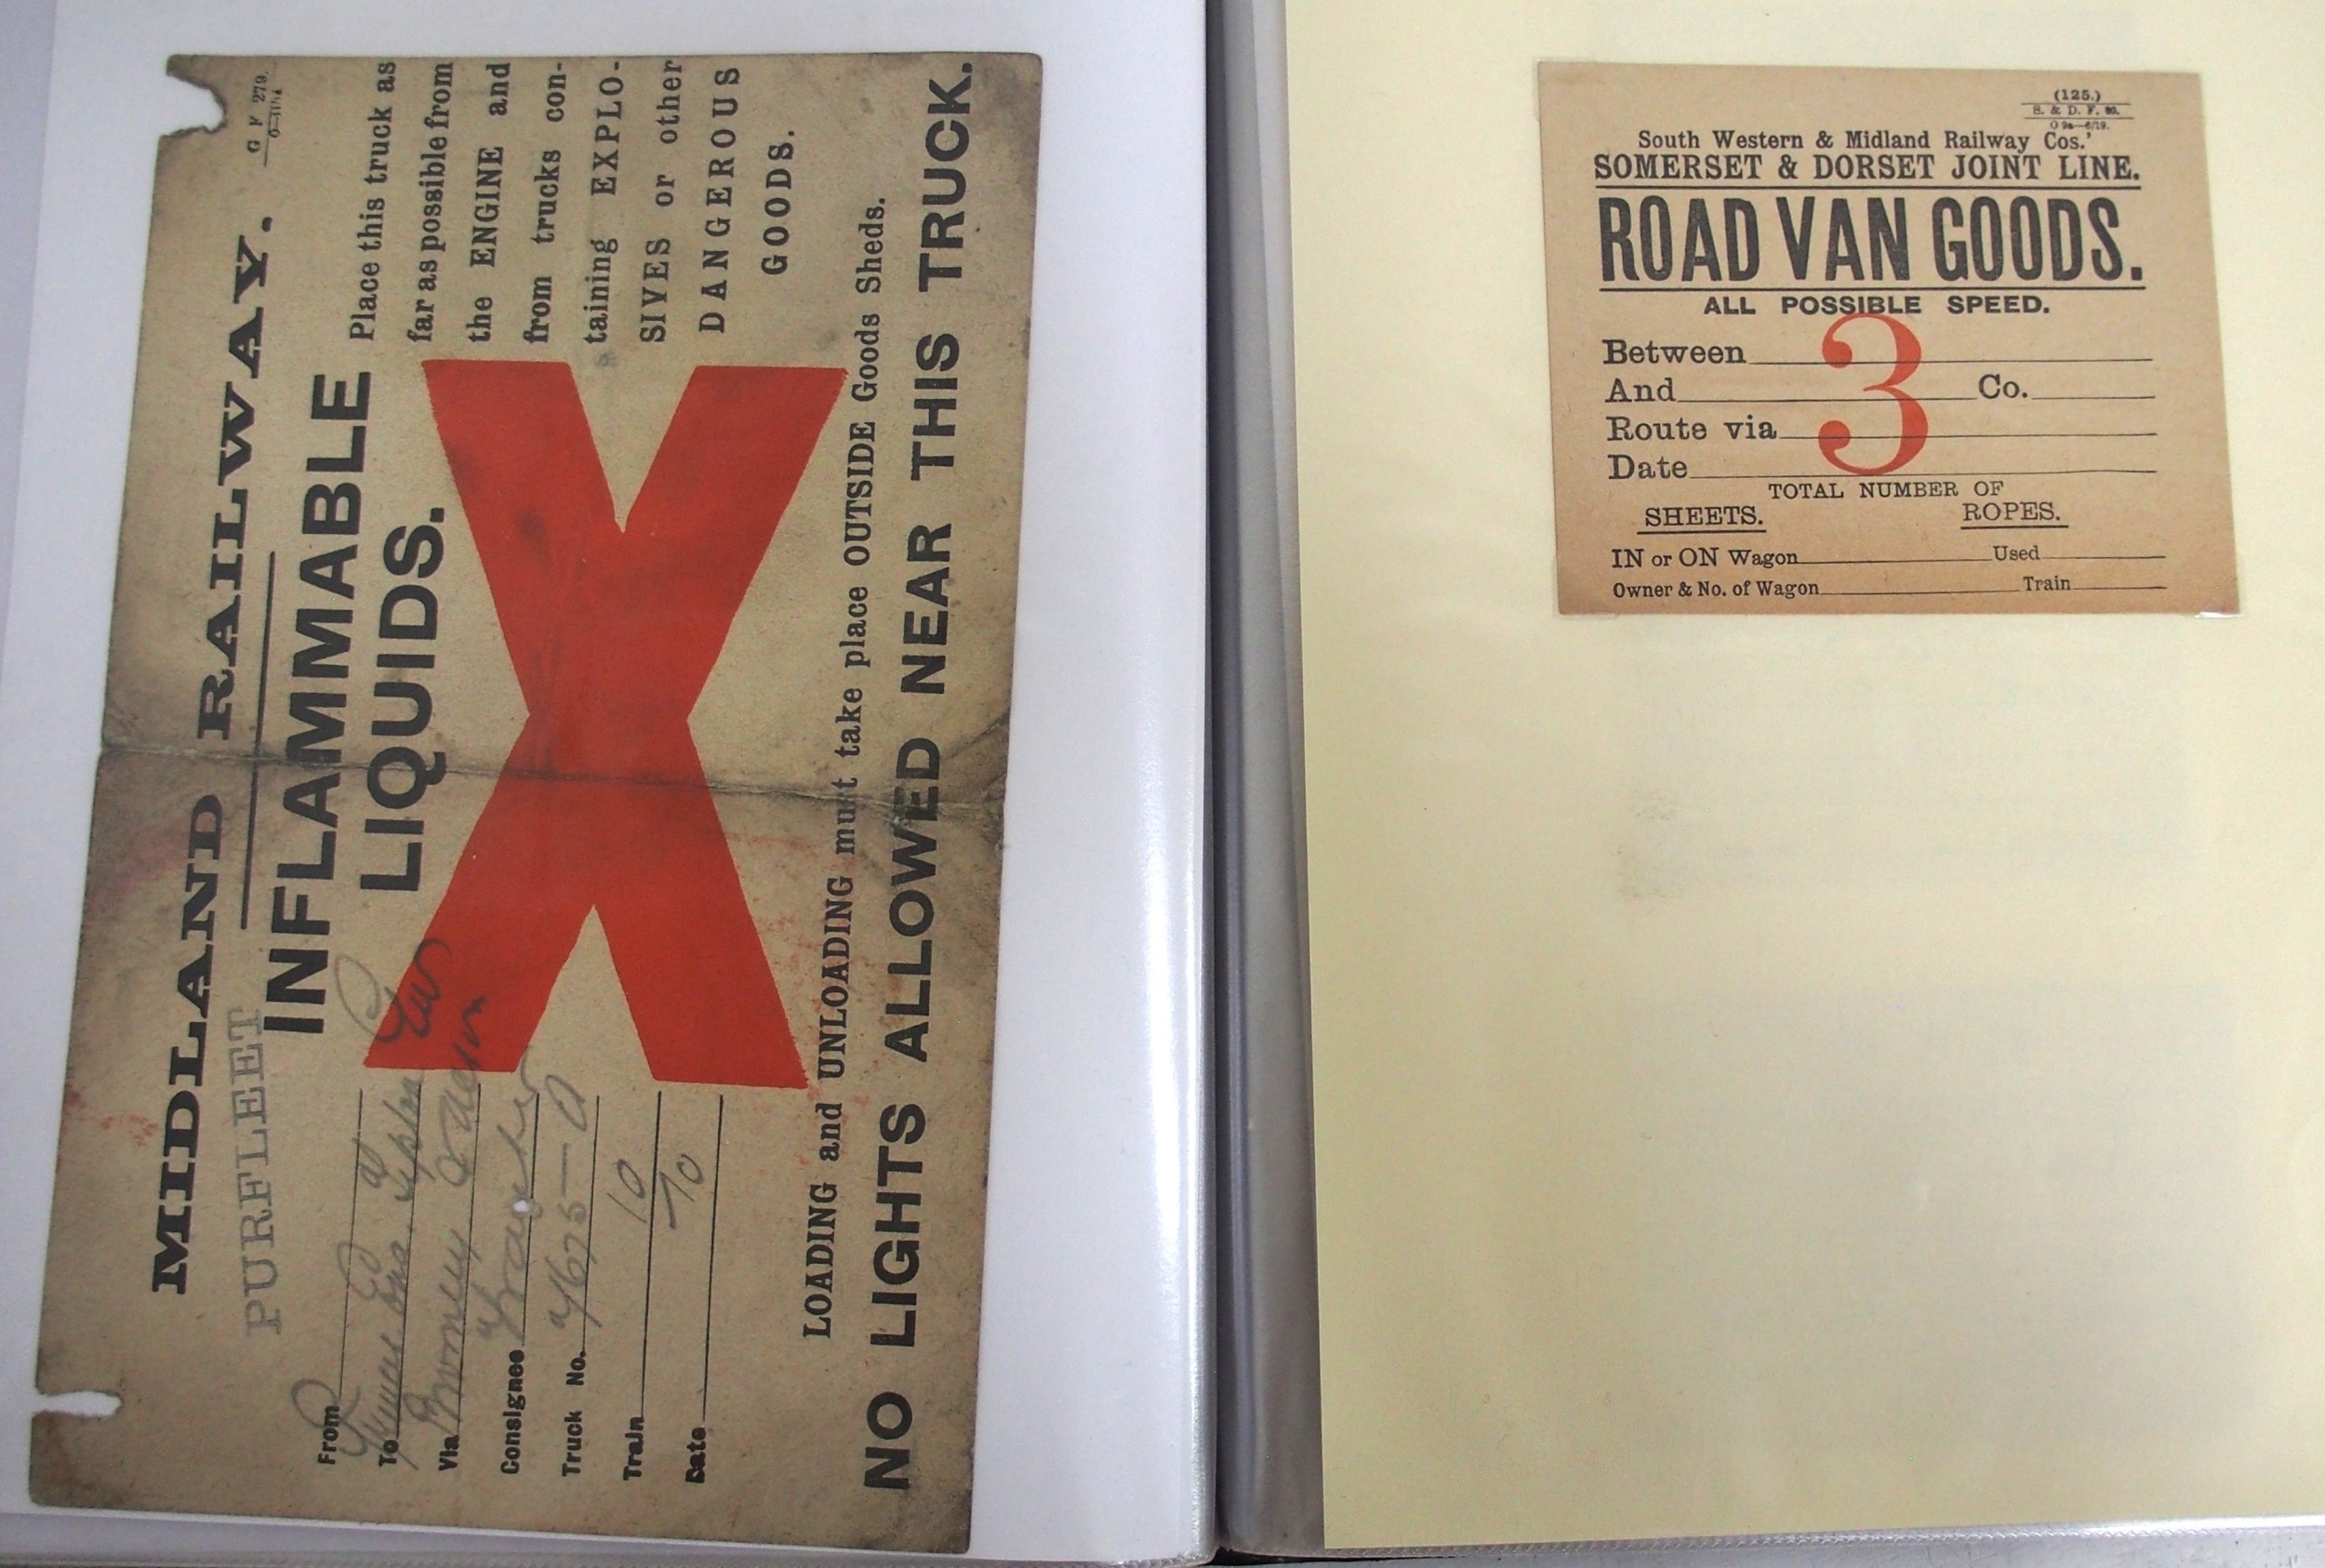 MIDLAND RAILWAY.
G F 279.
PURFLEET
INFLAMMABLE
LIQUIDS.
X
From
To
Via
Consignee
Truck No.
Train 10
Date 10
Place this truck as
far as possible from
the ENGINE and
from trucks con-
taining EXPLO-
SIVES or other
DANGEROUS
GOODS.
LOADING and UNLOADING must take place OUTSIDE Goods Sheds.
NO LIGHTS ALLOWED NEAR THIS TRUCK.
(125.)
S. & D. F. 80.
South Western & Midland Railway Cos.'
SOMERSET & DORSET JOINT LINE.
ROAD VAN GOODS.
ALL POSSIBLE SPEED.
3
Between
And Co.
Route via
Date
TOTAL NUMBER OF
SHEETS. ROPES.
IN or ON Wagon Used
Owner & No. of Wagon Train